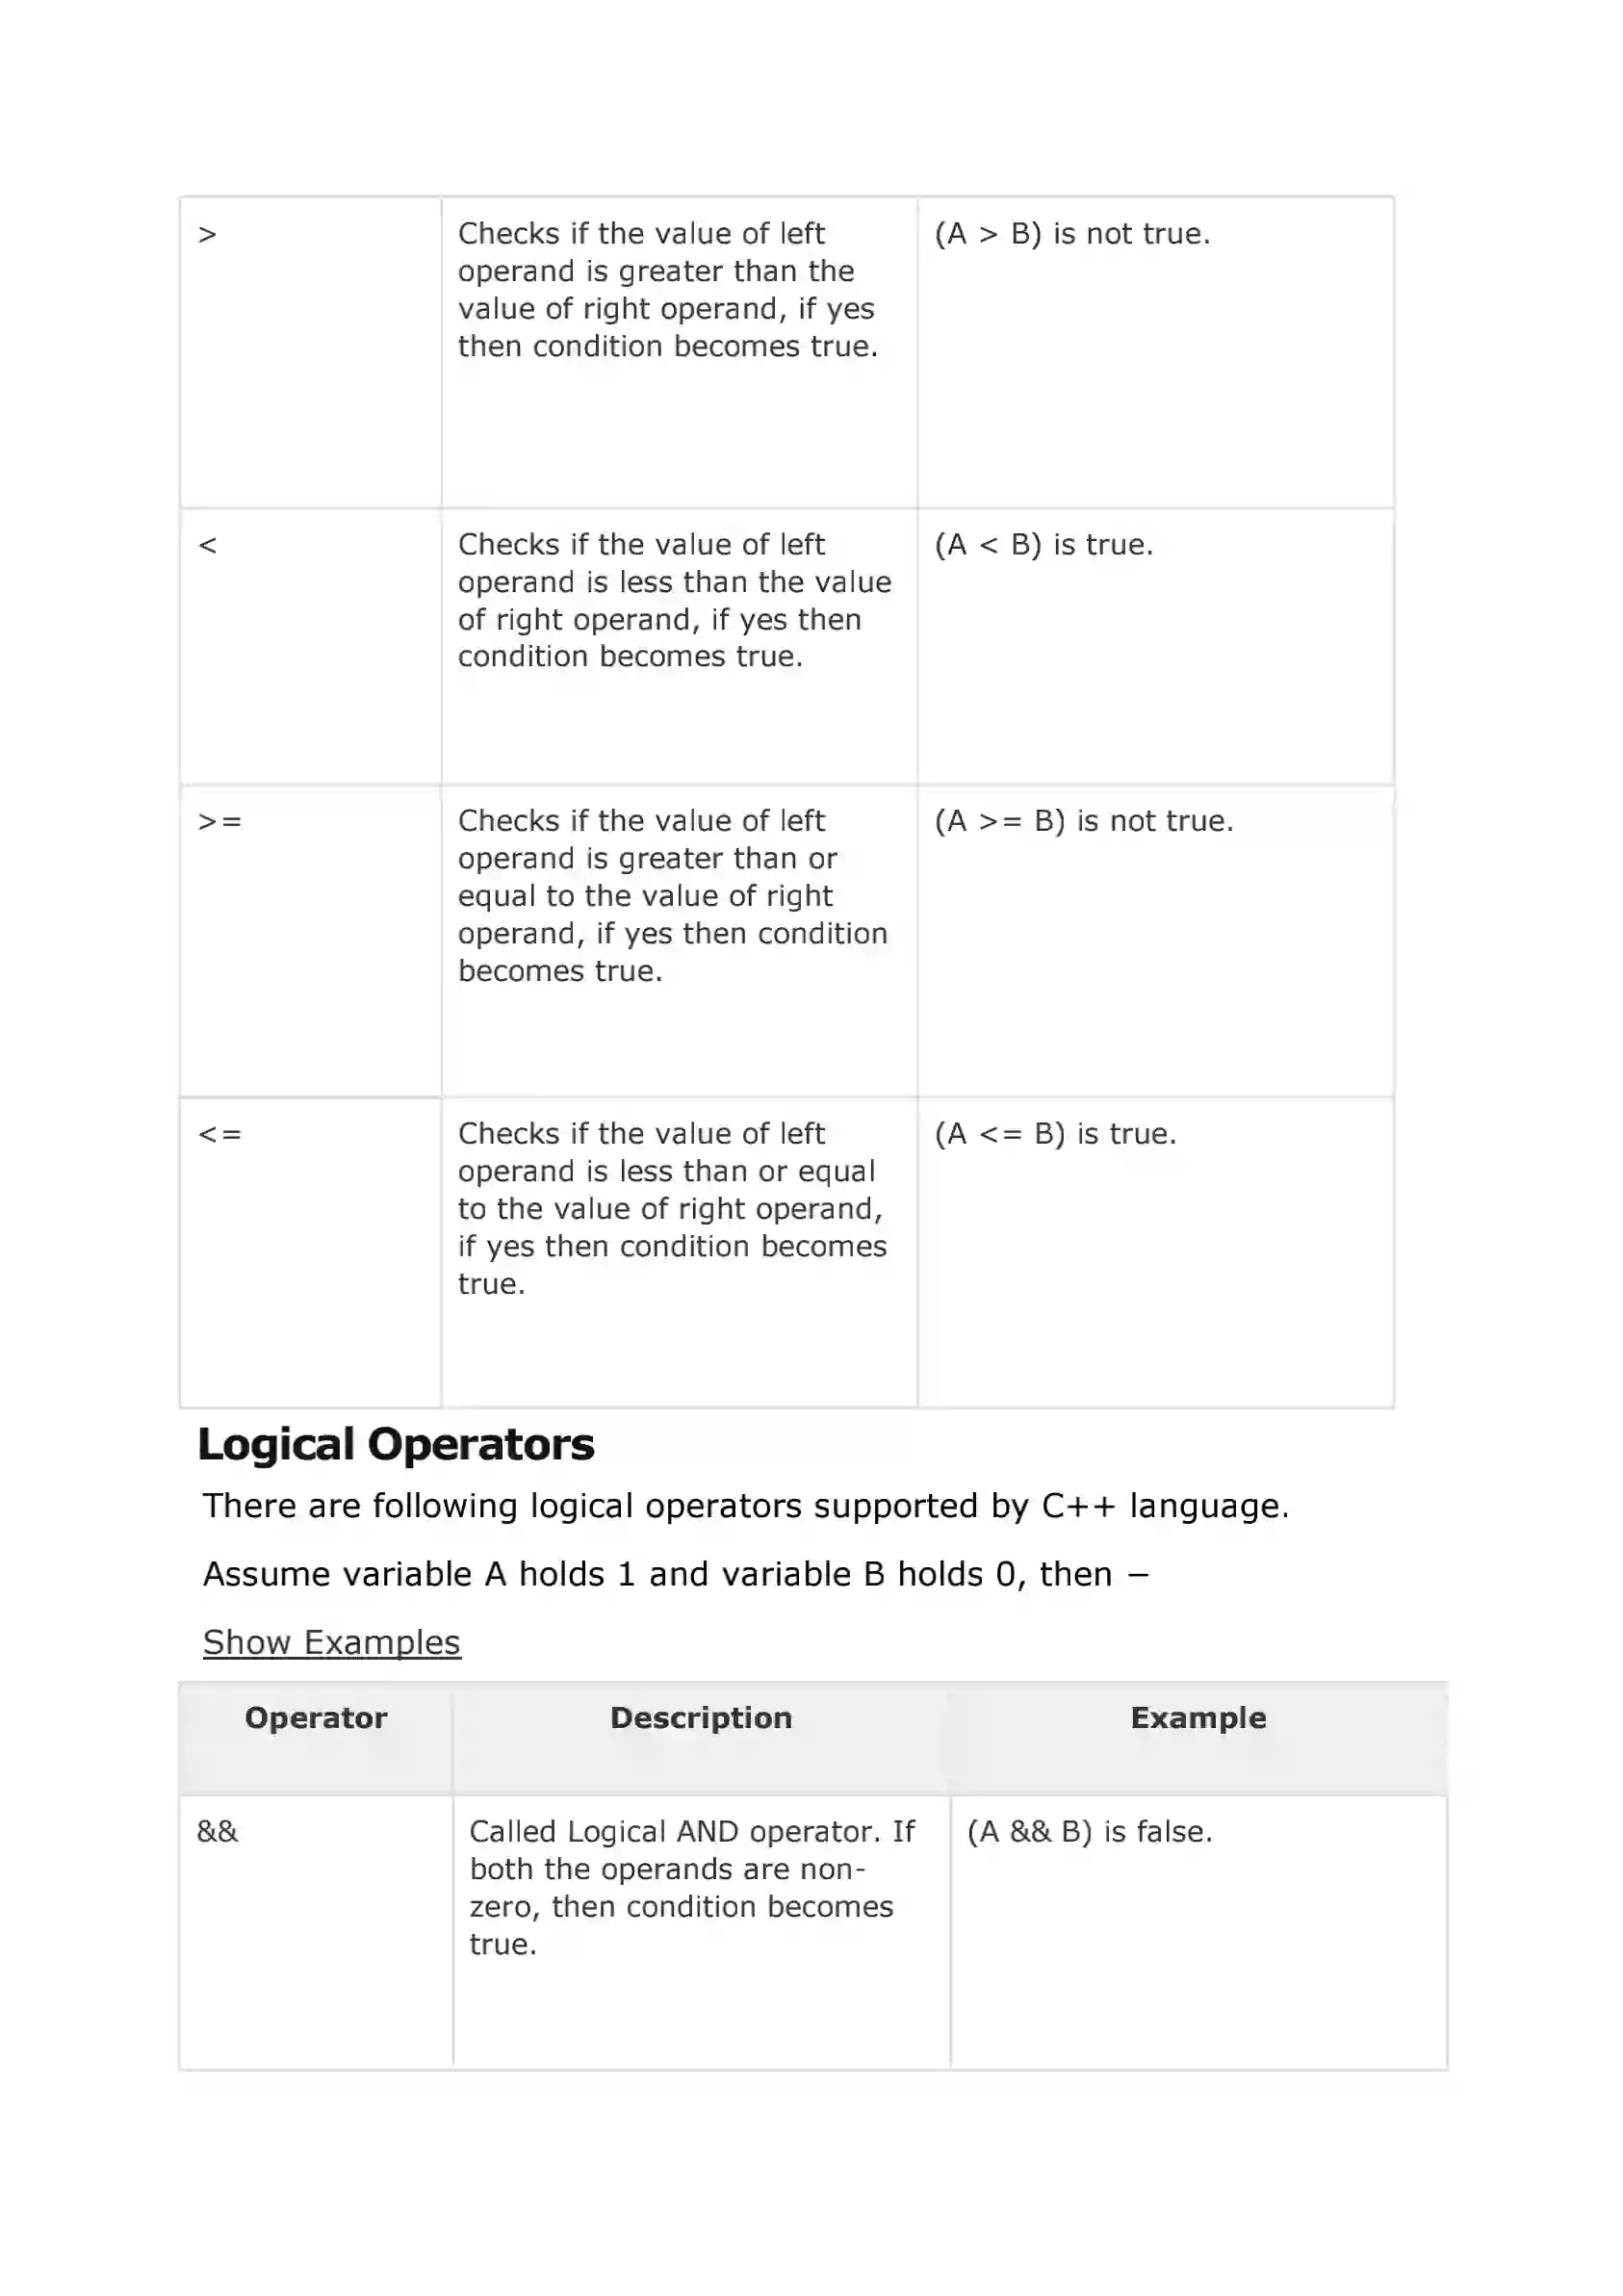 >
Checks if the value of left
operand is greater than the
value of right operand, if yes
then condition becomes true.
(A > B) is not true.
<
Checks if the value of left
operand is less than the value
of right operand, if yes then
condition becomes true.
(A < B) is true.
>=
Checks if the value of left
operand is greater than or
equal to the value of right
operand, if yes then condition
becomes true.
(A >= B) is not true.
<=
Checks if the value of left
operand is less than or equal
to the value of right operand,
if yes then condition becomes
true.
(A <= B) is true.
Logical Operators
There are following logical operators supported by C++ language.
Assume variable A holds 1 and variable B holds 0, then −
Show Examples
Operator Description Example
&&
Called Logical AND operator. If
both the operands are non-
zero, then condition becomes
true.
(A && B) is false.